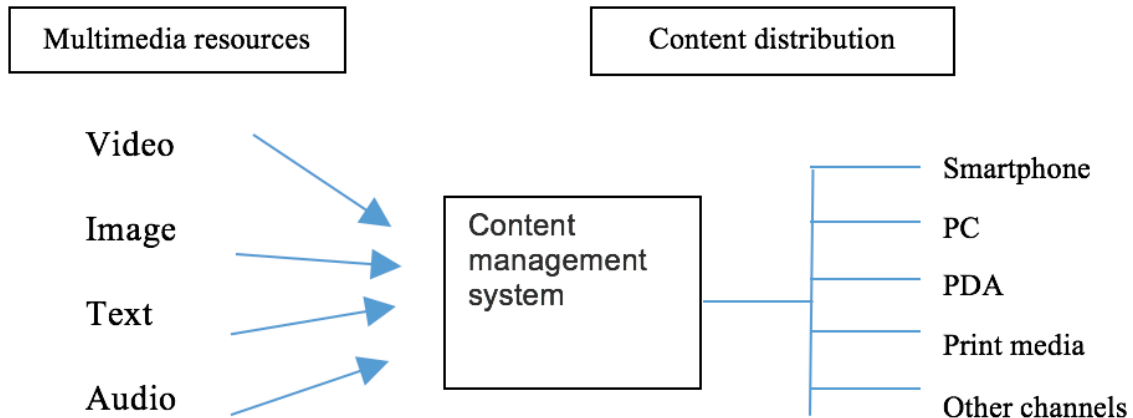 Multimedia resources
Content distribution
Video
Image
Text
Audio
Content
management
system
Smartphone
PC
PDA
Print media
Other channels